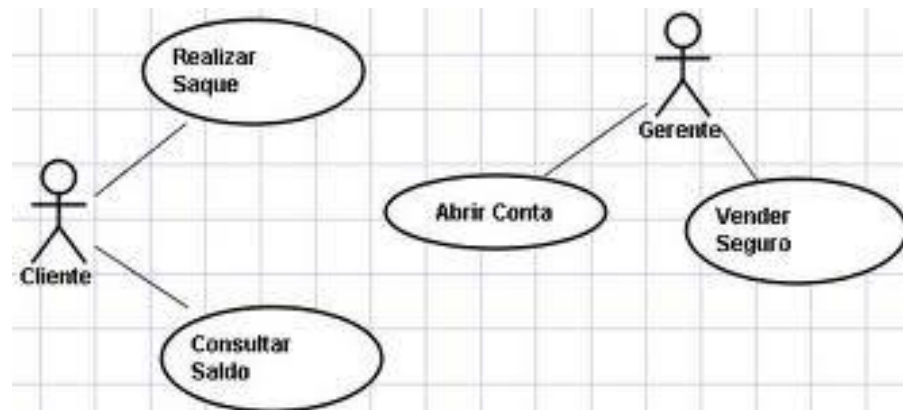 Realizar
Saque
Gerente
Abrir Conta
Vender
Seguro
Cliente
Consultar
Saldo